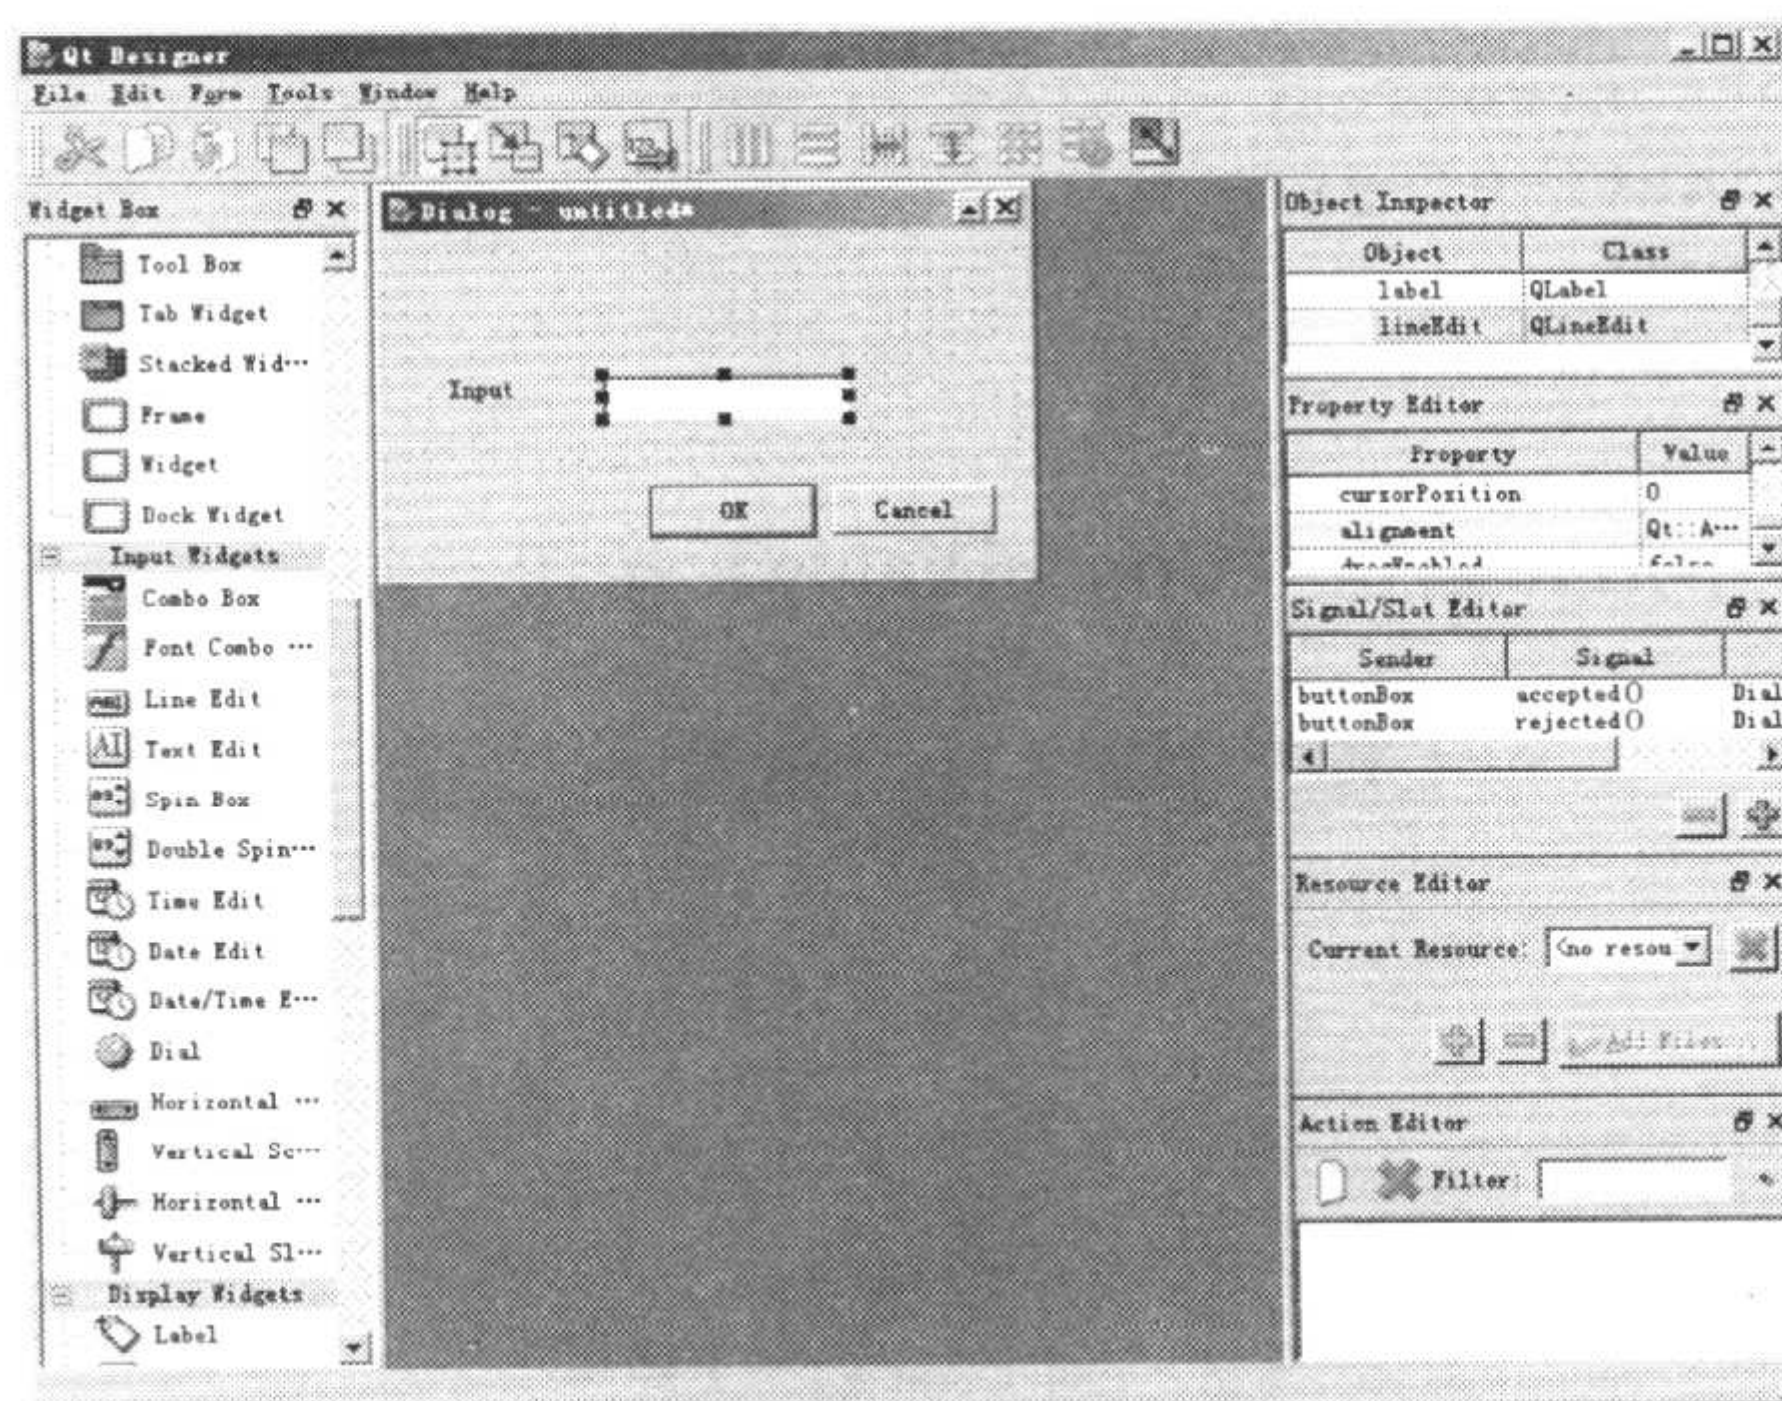 Qt Designer
File Edit Form Tools Window Help
Widget Box
Tool Box
Tab Widget
Stacked Wid···
Frame
Widget
Dock Widget
Input Widgets
Combo Box
Font Combo ···
Line Edit
Text Edit
Spin Box
Double Spin···
Time Edit
Date Edit
Date/Time E···
Dial
Horizontal ···
Vertical Sc···
Horizontal ···
Vertical Sl···
Display Widgets
Label
Dialog - untitled*
Input
OK Cancel
Object Inspector
Object Class
label QLabel
lineEdit QLineEdit
Property Editor
Property Value
cursorPosition 0
alignment Qt::A···
dragEnabled false
Signal/Slot Editor
Sender Signal
buttonBox accepted() Dial
buttonBox rejected() Dial
Resource Editor
Current Resource: <no resou
Add Files
Action Editor
Filter: